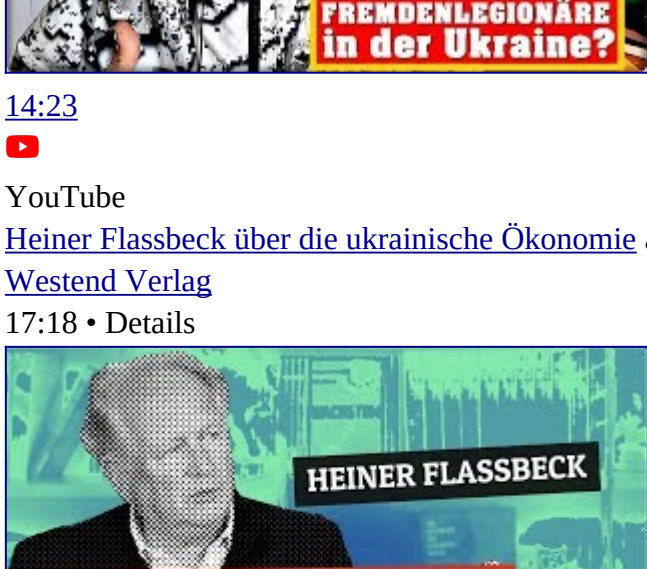 FREMDENLEGIONÄRE
in der Ukraine?
14:23
YouTube
Heiner Flassbeck über die ukrainische Ökonomie
Westend Verlag
17:18 • Details
HEINER FLASSBECK